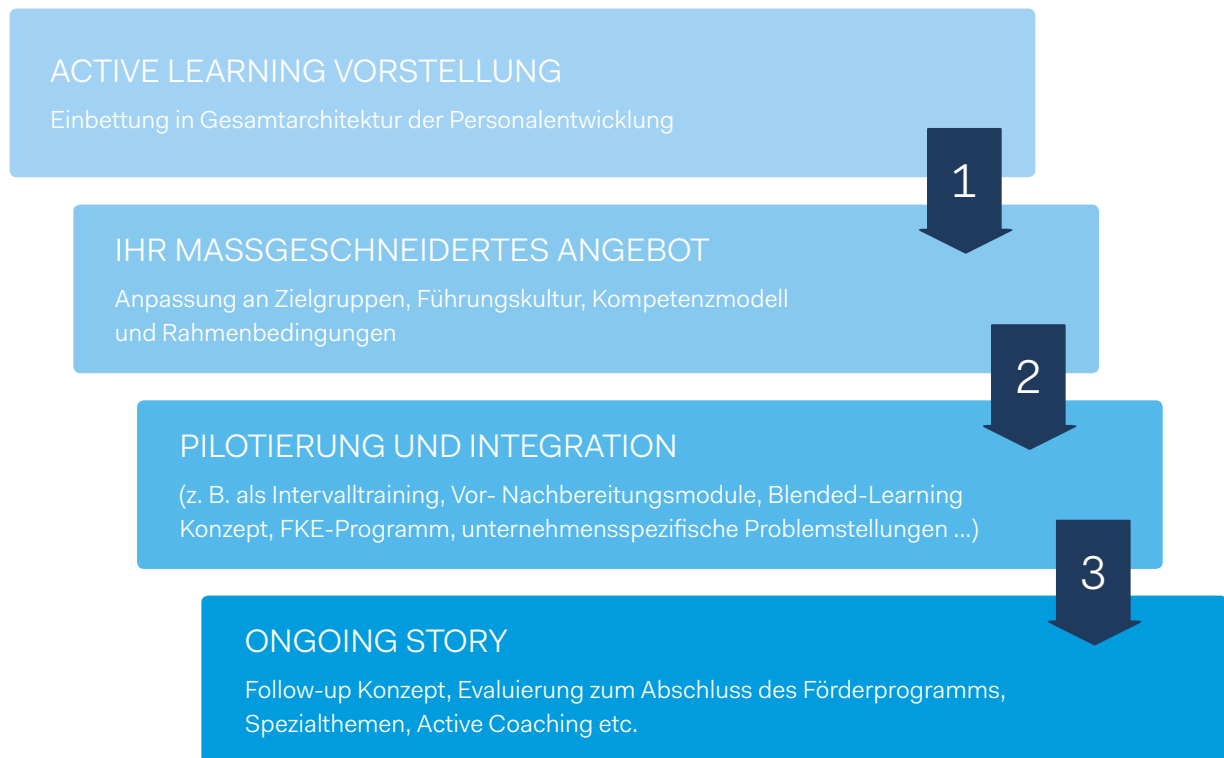 ACTIVE LEARNING VORSTELLUNG
Einbettung in Gesamtarchitektur der Personalentwicklung
1
IHR MASSGESCHNEIDERTES ANGEBOT
Anpassung an Zielgruppen, Führungskultur, Kompetenzmodell
und Rahmenbedingungen
2
PILOTIERUNG UND INTEGRATION
(z. B. als Intervalltraining, Vor- Nachbereitungsmodule, Blended-Learning
Konzept, FKE-Programm, unternehmensspezifische Problemstellungen ...)
3
ONGOING STORY
Follow-up Konzept, Evaluierung zum Abschluss des Förderprogramms,
Spezialthemen, Active Coaching etc.